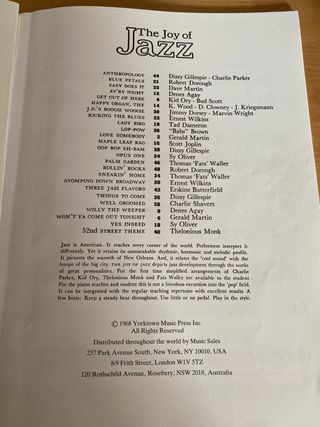 The Joy of
Jazz
ANTHROPOLOGY 44 Dizzy Gillespie - Charlie Parker
BLUE PETALS 21 Robert Dorough
EASY DOES IT 33 Dave Martin
EV'RY NIGHT 12 Denes Agay
GET OUT OF HERE 4 Kid Ory - Bud Scott
HAPPY ORGAN, THE 14 K. Wood - D. Clowney - J. Kriegsmann
J.D.'S BOOGIE WOOGIE 30 Jimmy Dorsey - Marvin Wright
KICKING THE BLUES 23 Ernest Wilkins
LADY BIRD 10 Tad Dameron
LOP-POW "Babs" Brown
LOVE SOMEBODY 2 Gerald Martin
MAPLE LEAF RAG 16 Scott Joplin
OOP BOP SH-BAM 38 Dizzy Gillespie
OPUS ONE 24 Sy Oliver
PALM GARDEN 46 Thomas 'Fats' Waller
ROLLIN' ROCKS 48 Robert Dorough
SNEAKIN' HOME 34 Thomas 'Fats' Waller
STOMPING DOWN BROADWAY 20 Ernest Wilkins
THREE JAZZ FLAVORS 42 Erskine Butterfield
THINGS TO COME 36 Dizzy Gillespie
WELL GROOMED 28 Charlie Shavers
WILLY THE WEEPER 8 Denes Agay
WON'T YA COME OUT TONIGHT 6 Gerald Martin
YES INDEED 18 Sy Oliver
52nd STREET THEME 40 Thelonious Monk
Jazz is American. It reaches every corner of the world. Performers interpret it
differently. Yet it retains its unmistakable rhythmic, harmonic and melodic profile.
It pictures the warmth of New Orleans. And, it relates the 'cool sound' with the
tempo of the big city. THE JOY OF JAZZ depicts jazz development through the works
of great personalities. For the first time simplified arrangements of Charlie
Parker, Kid Ory, Thelonious Monk and Fats Waller are available to the student
For the piano teacher and student this is not a frivolous excursion into the 'pop' field.
It can be integrated with the regular teaching repertoire with excellent results. A
few hints: Keep a steady beat throughout. Use little or no pedal. Play in the style.
© 1968 Yorktown Music Press Inc.
All Rights Reserved
Distributed throughout the world by Music Sales
257 Park Avenue South, New York, NY 10010, USA
8/9 Frith Street, London W1V 5TZ
120 Rothschild Avenue, Rosebery, NSW 2018, Australia